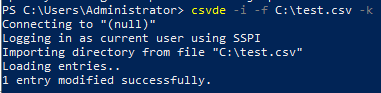 PS C:\Users\Administrator> csvde -i -f C:\test.csv -k
Connecting to "(null)"
Logging in as current user using SSPI
Importing directory from file "C:\test.csv"
Loading entries..
1 entry modified successfully.